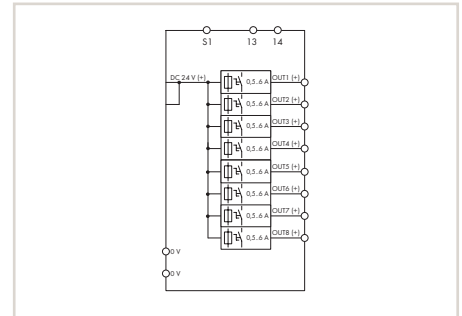 S1 13 14
DC 24 V (+)
0,5..6 A OUT1 (+)
0,5..6 A OUT2 (+)
0,5..6 A OUT3 (+)
0,5..6 A OUT4 (+)
0,5..6 A OUT5 (+)
0,5..6 A OUT6 (+)
0,5..6 A OUT7 (+)
0,5..6 A OUT8 (+)
0 V
0 V